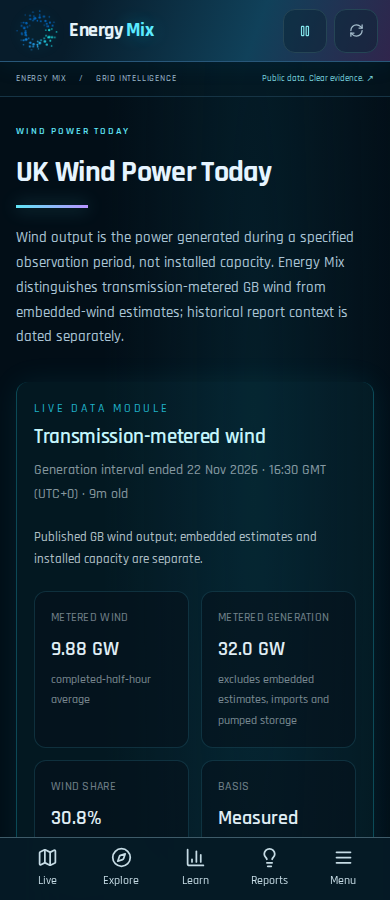 Energy Mix
ENERGY MIX / GRID INTELLIGENCE
Public data. Clear evidence. ↗
WIND POWER TODAY
UK Wind Power Today
Wind output is the power generated during a specified
observation period, not installed capacity. Energy Mix
distinguishes transmission-metered GB wind from
embedded-wind estimates; historical report context is
dated separately.
LIVE DATA MODULE
Transmission-metered wind
Generation interval ended 22 Nov 2026 · 16:30 GMT
(UTC+0) · 9m old
Published GB wind output; embedded estimates and
installed capacity are separate.
METERED WIND
9.88 GW
completed-half-hour
average
METERED GENERATION
32.0 GW
excludes embedded
estimates, imports and
pumped storage
WIND SHARE
30.8%
BASIS
Measured
Live
Explore
Learn
Reports
Menu